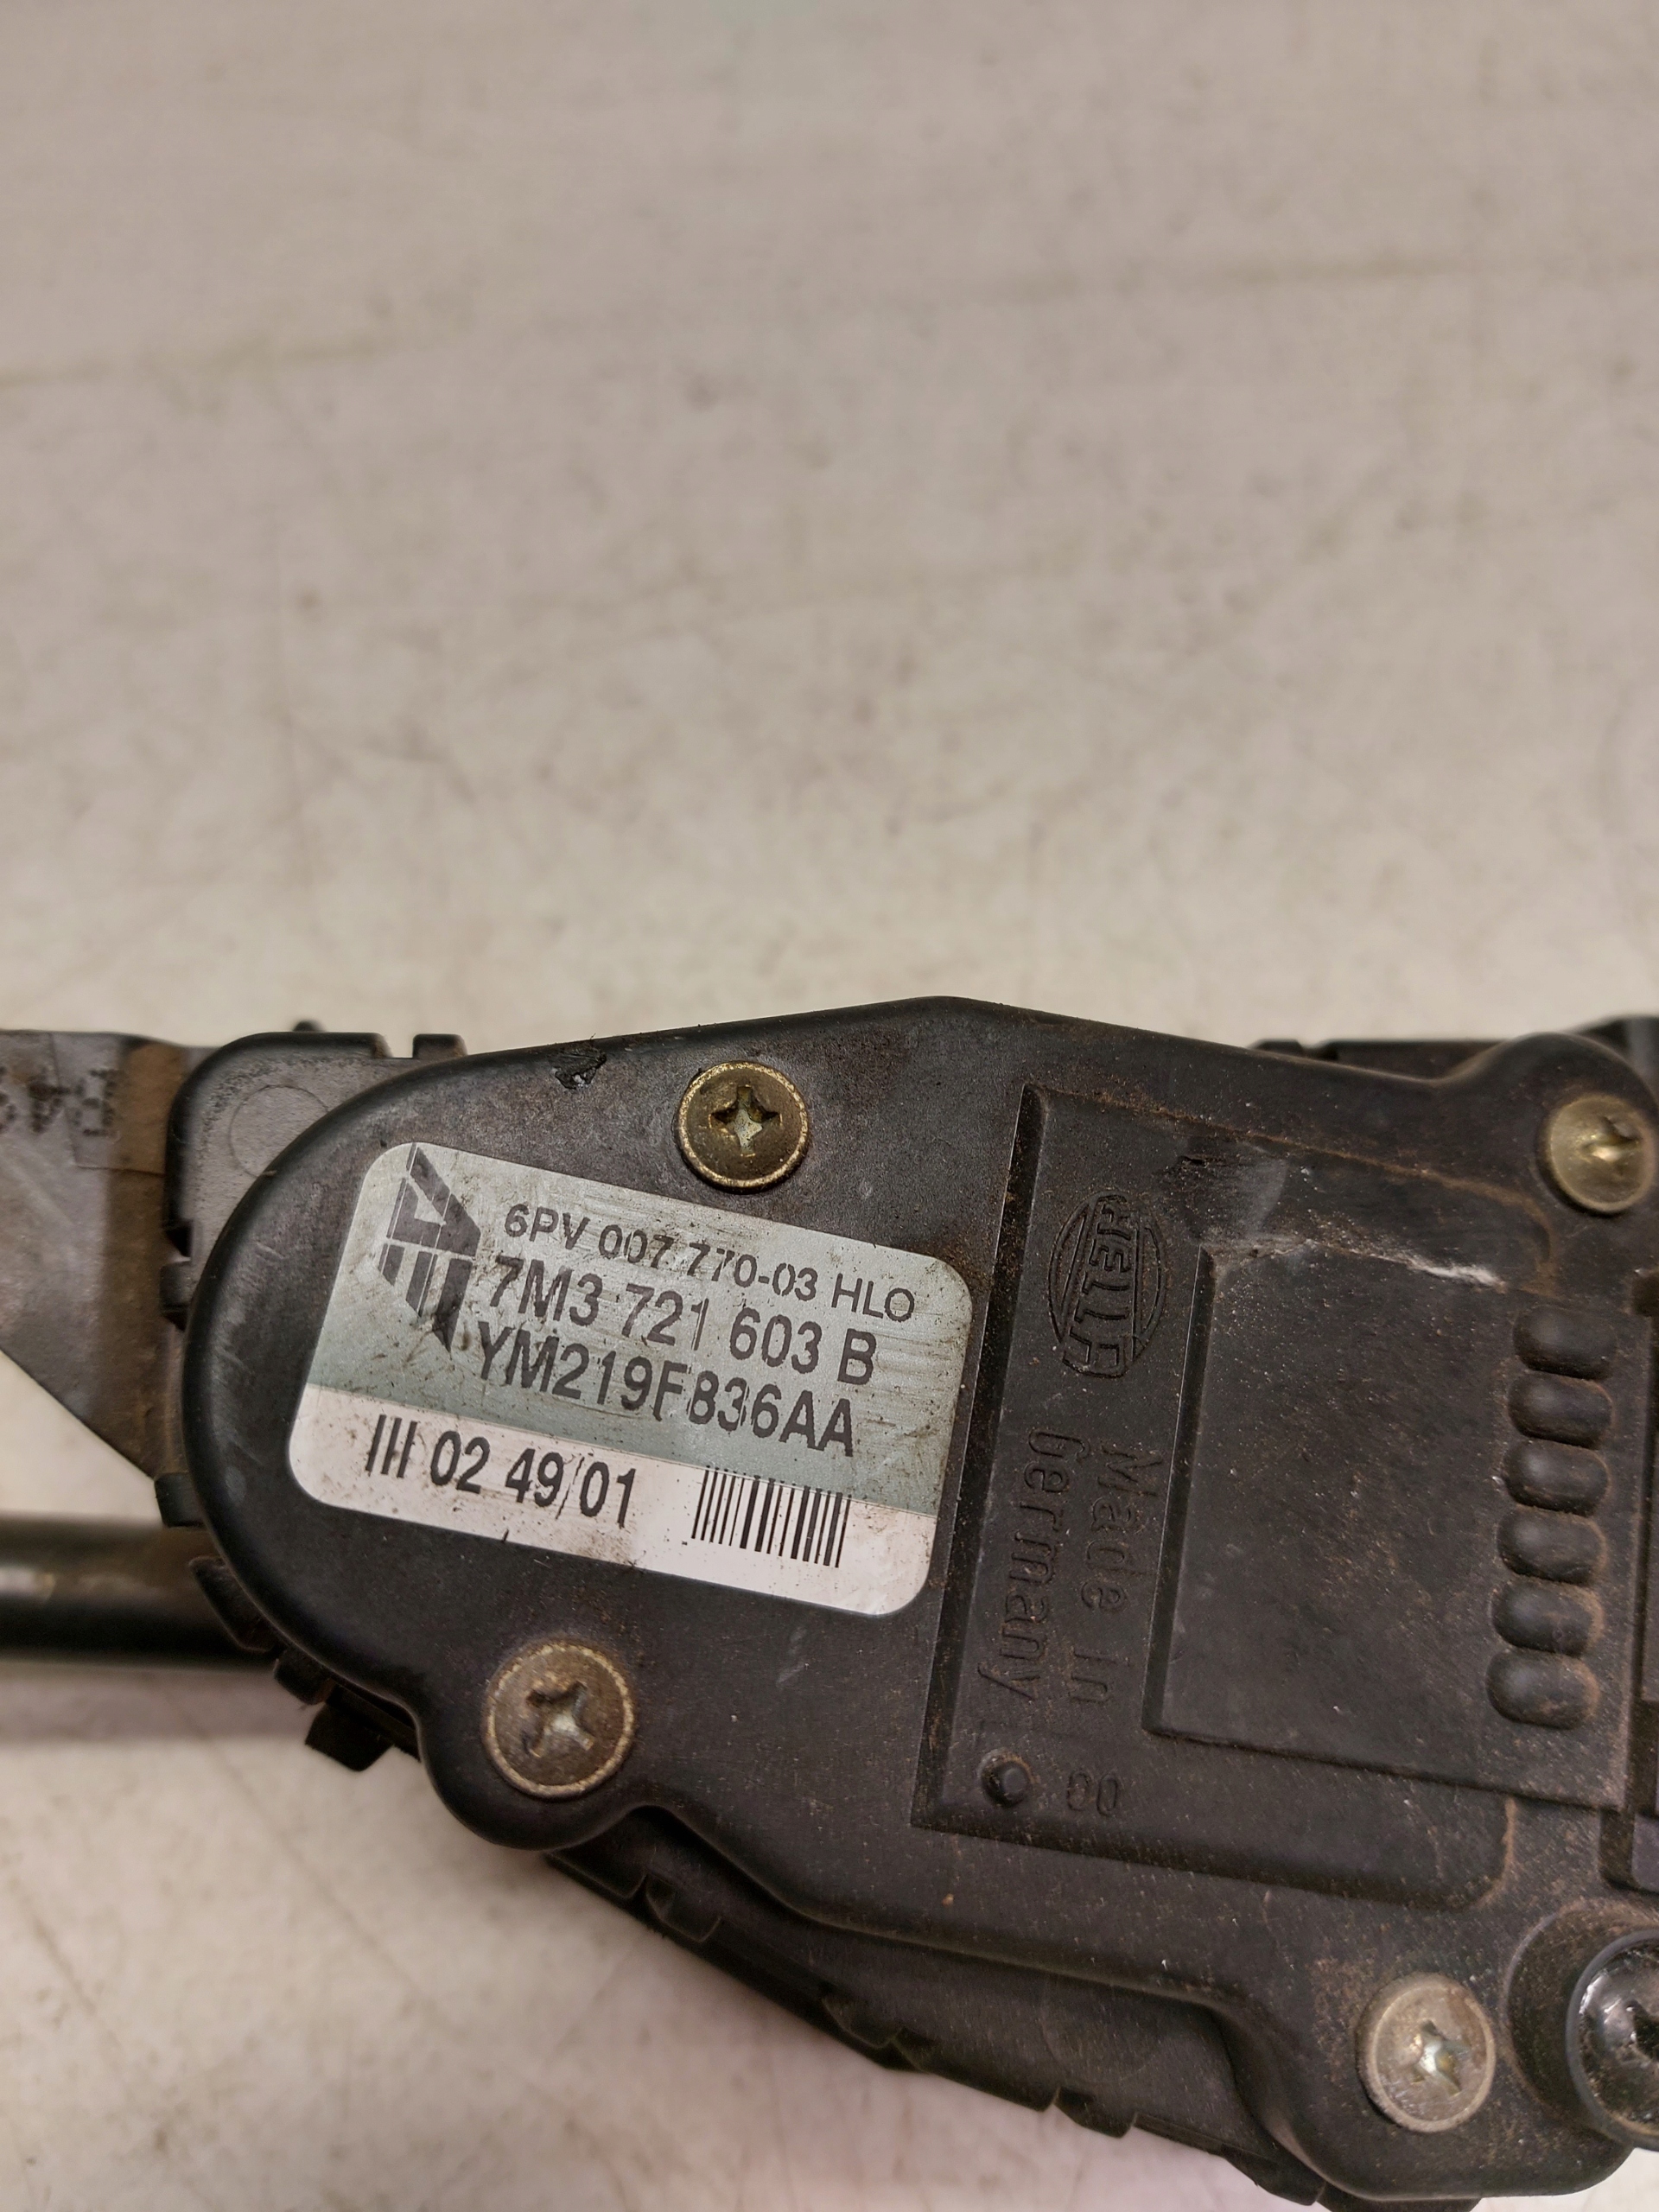 6PV 007 770-03 HLO
7M3 721 603 B
YM219F836AA
III 02 49/01
HELLA
Made in
Germany